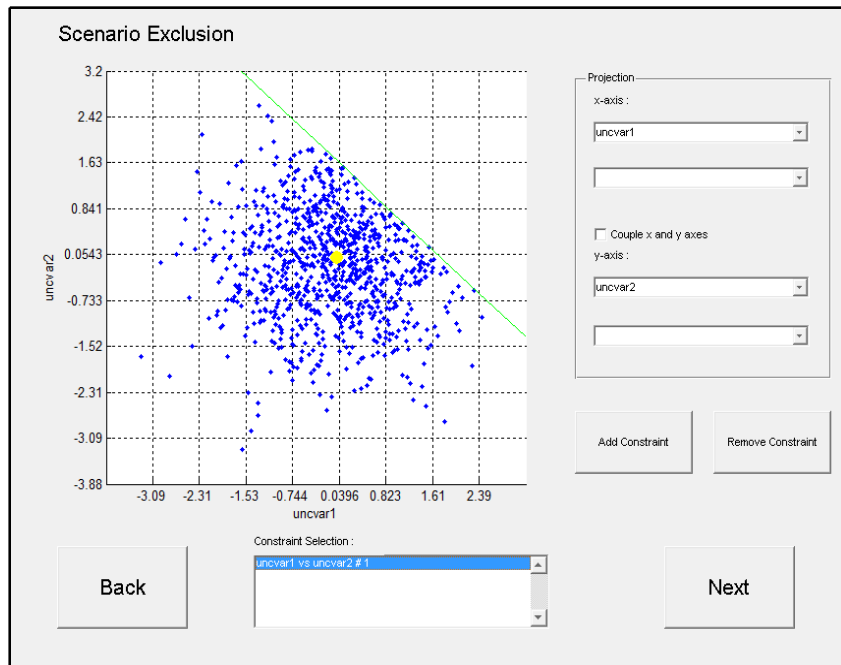 Scenario Exclusion
3.2
2.42
1.63
0.841
0.0543
-0.733
-1.52
-2.31
-3.09
-3.88
uncvar2
-3.09 -2.31 -1.53 -0.744 0.0396 0.823 1.61 2.39
uncvar1
Projection
x-axis :
uncvar1
Couple x and y axes
y-axis :
uncvar2
Add Constraint
Remove Constraint
Constraint Selection :
uncvar1 vs uncvar2 # 1
Back
Next